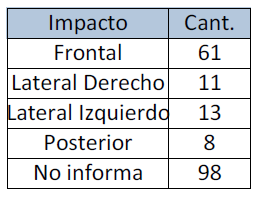 Impacto Cant.
Frontal 61
Lateral Derecho 11
Lateral Izquierdo 13
Posterior 8
No informa 98